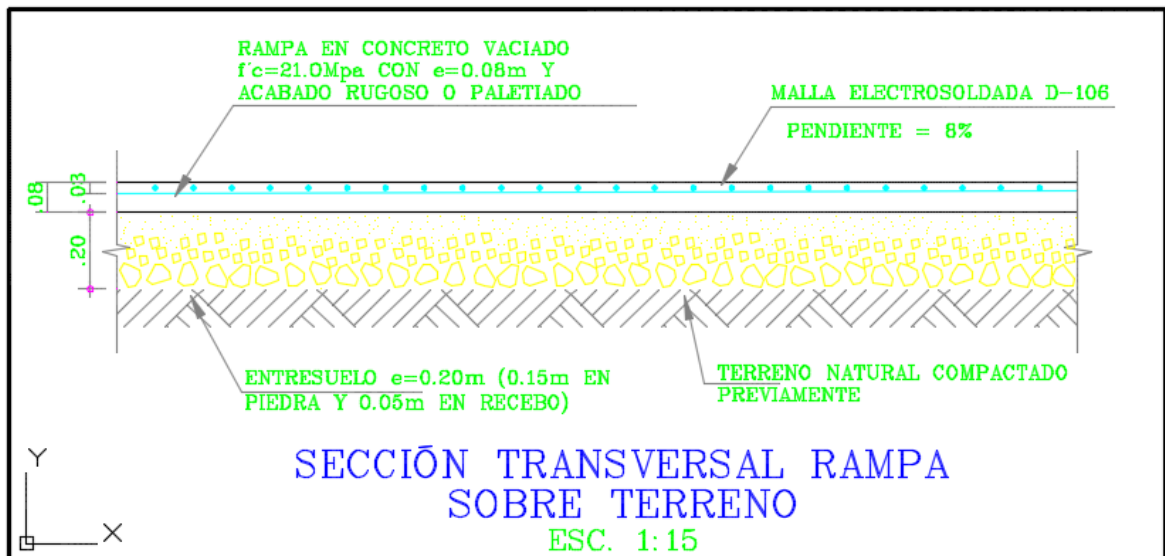 RAMPA EN CONCRETO VACIADO
f'c=21.0Mpa CON e=0.08m Y
ACABADO RUGOSO O PALETIADO
MALLA ELECTROSOLDADA D-106
PENDIENTE = 8%
.08
.03
.20
ENTRESUELO e=0.20m (0.15m EN
PIEDRA Y 0.05m EN RECEBO)
TERRENO NATURAL COMPACTADO
PREVIAMENTE
SECCIÓN TRANSVERSAL RAMPA
SOBRE TERRENO
ESC. 1:15
Y
X